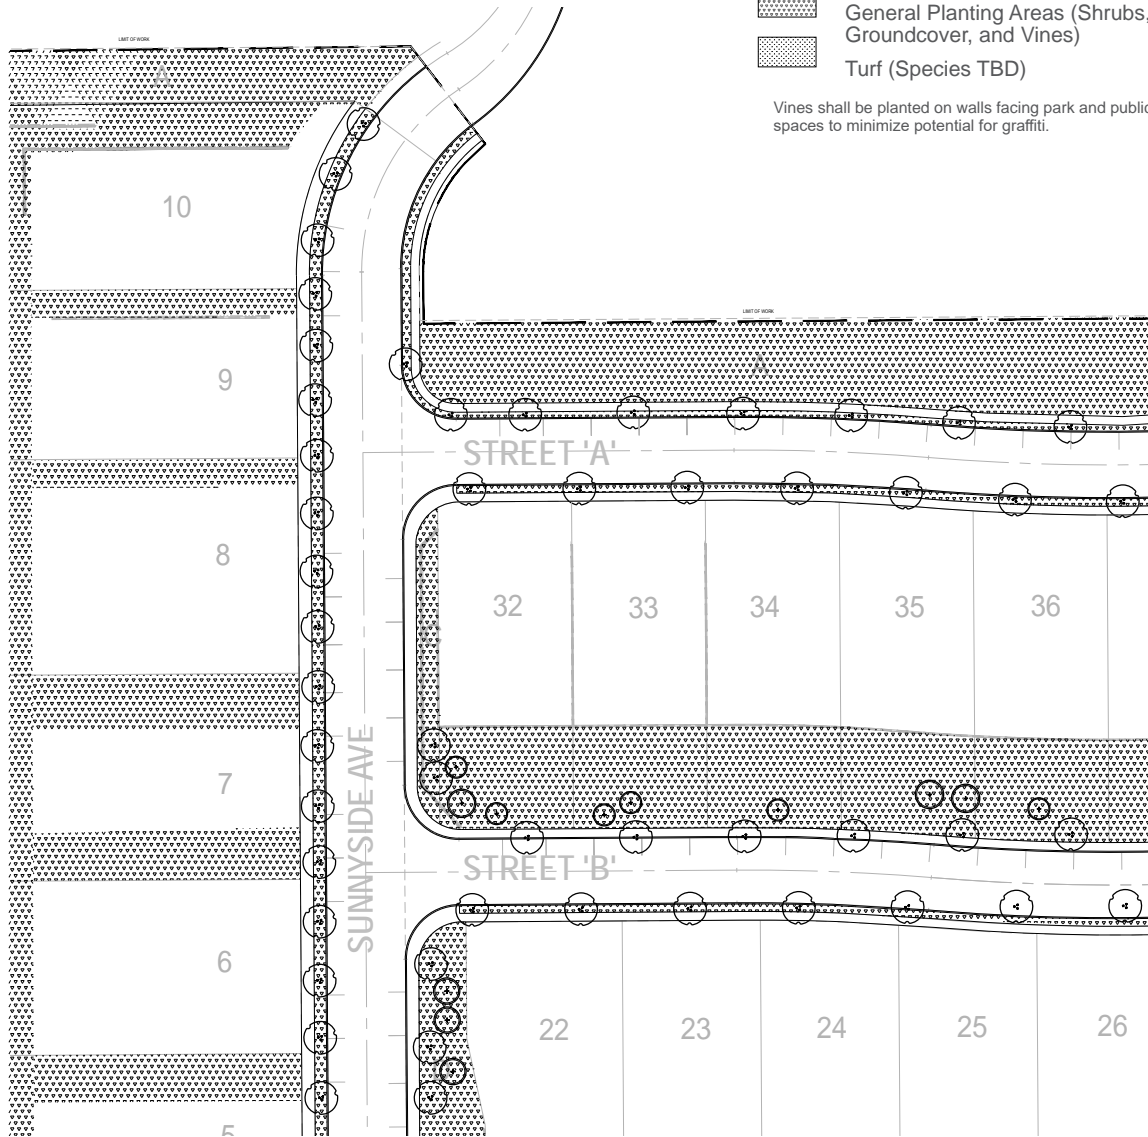 General Planting Areas (Shrubs,
Groundcover, and Vines)
Turf (Species TBD)
Vines shall be planted on walls facing park and public
spaces to minimize potential for graffiti.
LIMIT OF WORK
A
10
LIMIT OF WORK
A
9
STREET 'A'
8
32
33
34
35
36
SUNNYSIDE AVE
7
STREET 'B'
6
22
23
24
25
26
5